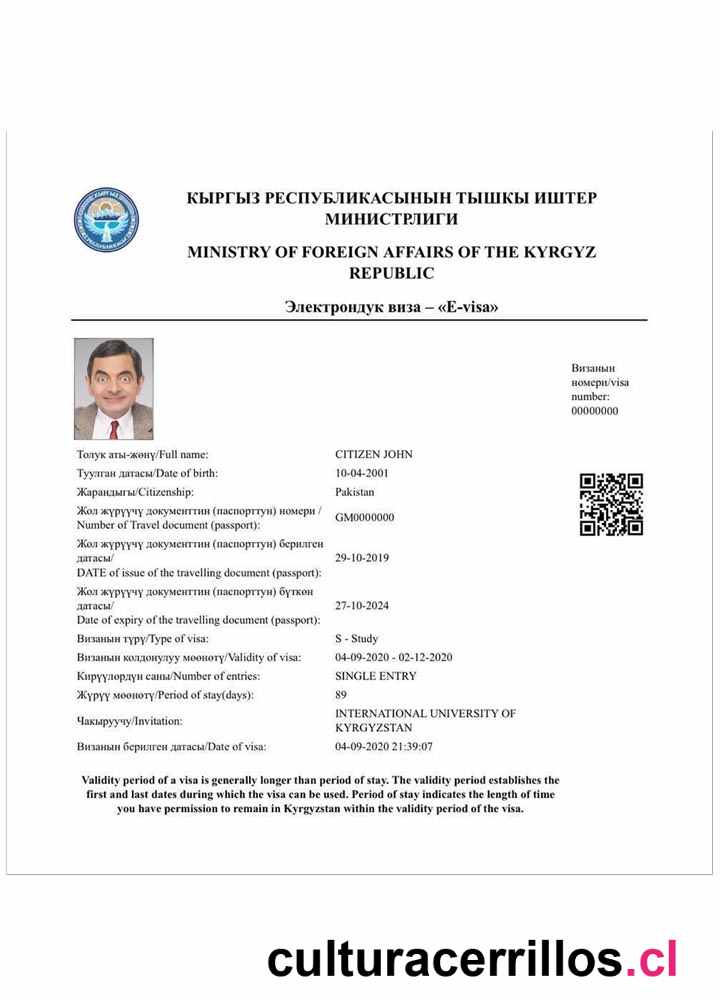 КЫРГЫЗ РЕСПУБЛИКАСЫНЫН ТЫШКЫ ИШТЕР
МИНИСТРЛИГИ
MINISTRY OF FOREIGN AFFAIRS OF THE KYRGYZ
REPUBLIC
Электрондук виза – «E-visa»
Визанын
номери/visa
number:
00000000
Толук аты-жөнү/Full name: CITIZEN JOHN
Туулган датасы/Date of birth: 10-04-2001
Жарандыгы/Citizenship: Pakistan
Жол жүрүүчү документтин (паспорттун) номери /
Number of Travel document (passport): GM0000000
Жол жүрүүчү документтин (паспорттун) берилген
датасы/ 29-10-2019
DATE of issue of the travelling document (passport):
Жол жүрүүчү документтин (паспорттун) бүткөн
датасы/ 27-10-2024
Date of expiry of the travelling document (passport):
Визанын түрү/Type of visa: S - Study
Визанын колдонулуу мөөнөтү/Validity of visa: 04-09-2020 - 02-12-2020
Кирүүлөрдүн саны/Number of entries: SINGLE ENTRY
Жүрүү мөөнөтү/Period of stay(days): 89
Чакыруучу/Invitation: INTERNATIONAL UNIVERSITY OF
KYRGYZSTAN
Визанын берилген датасы/Date of visa: 04-09-2020 21:39:07
Validity period of a visa is generally longer than period of stay. The validity period establishes the
first and last dates during which the visa can be used. Period of stay indicates the length of time
you have permission to remain in Kyrgyzstan within the validity period of the visa.
culturacerrillos.cl